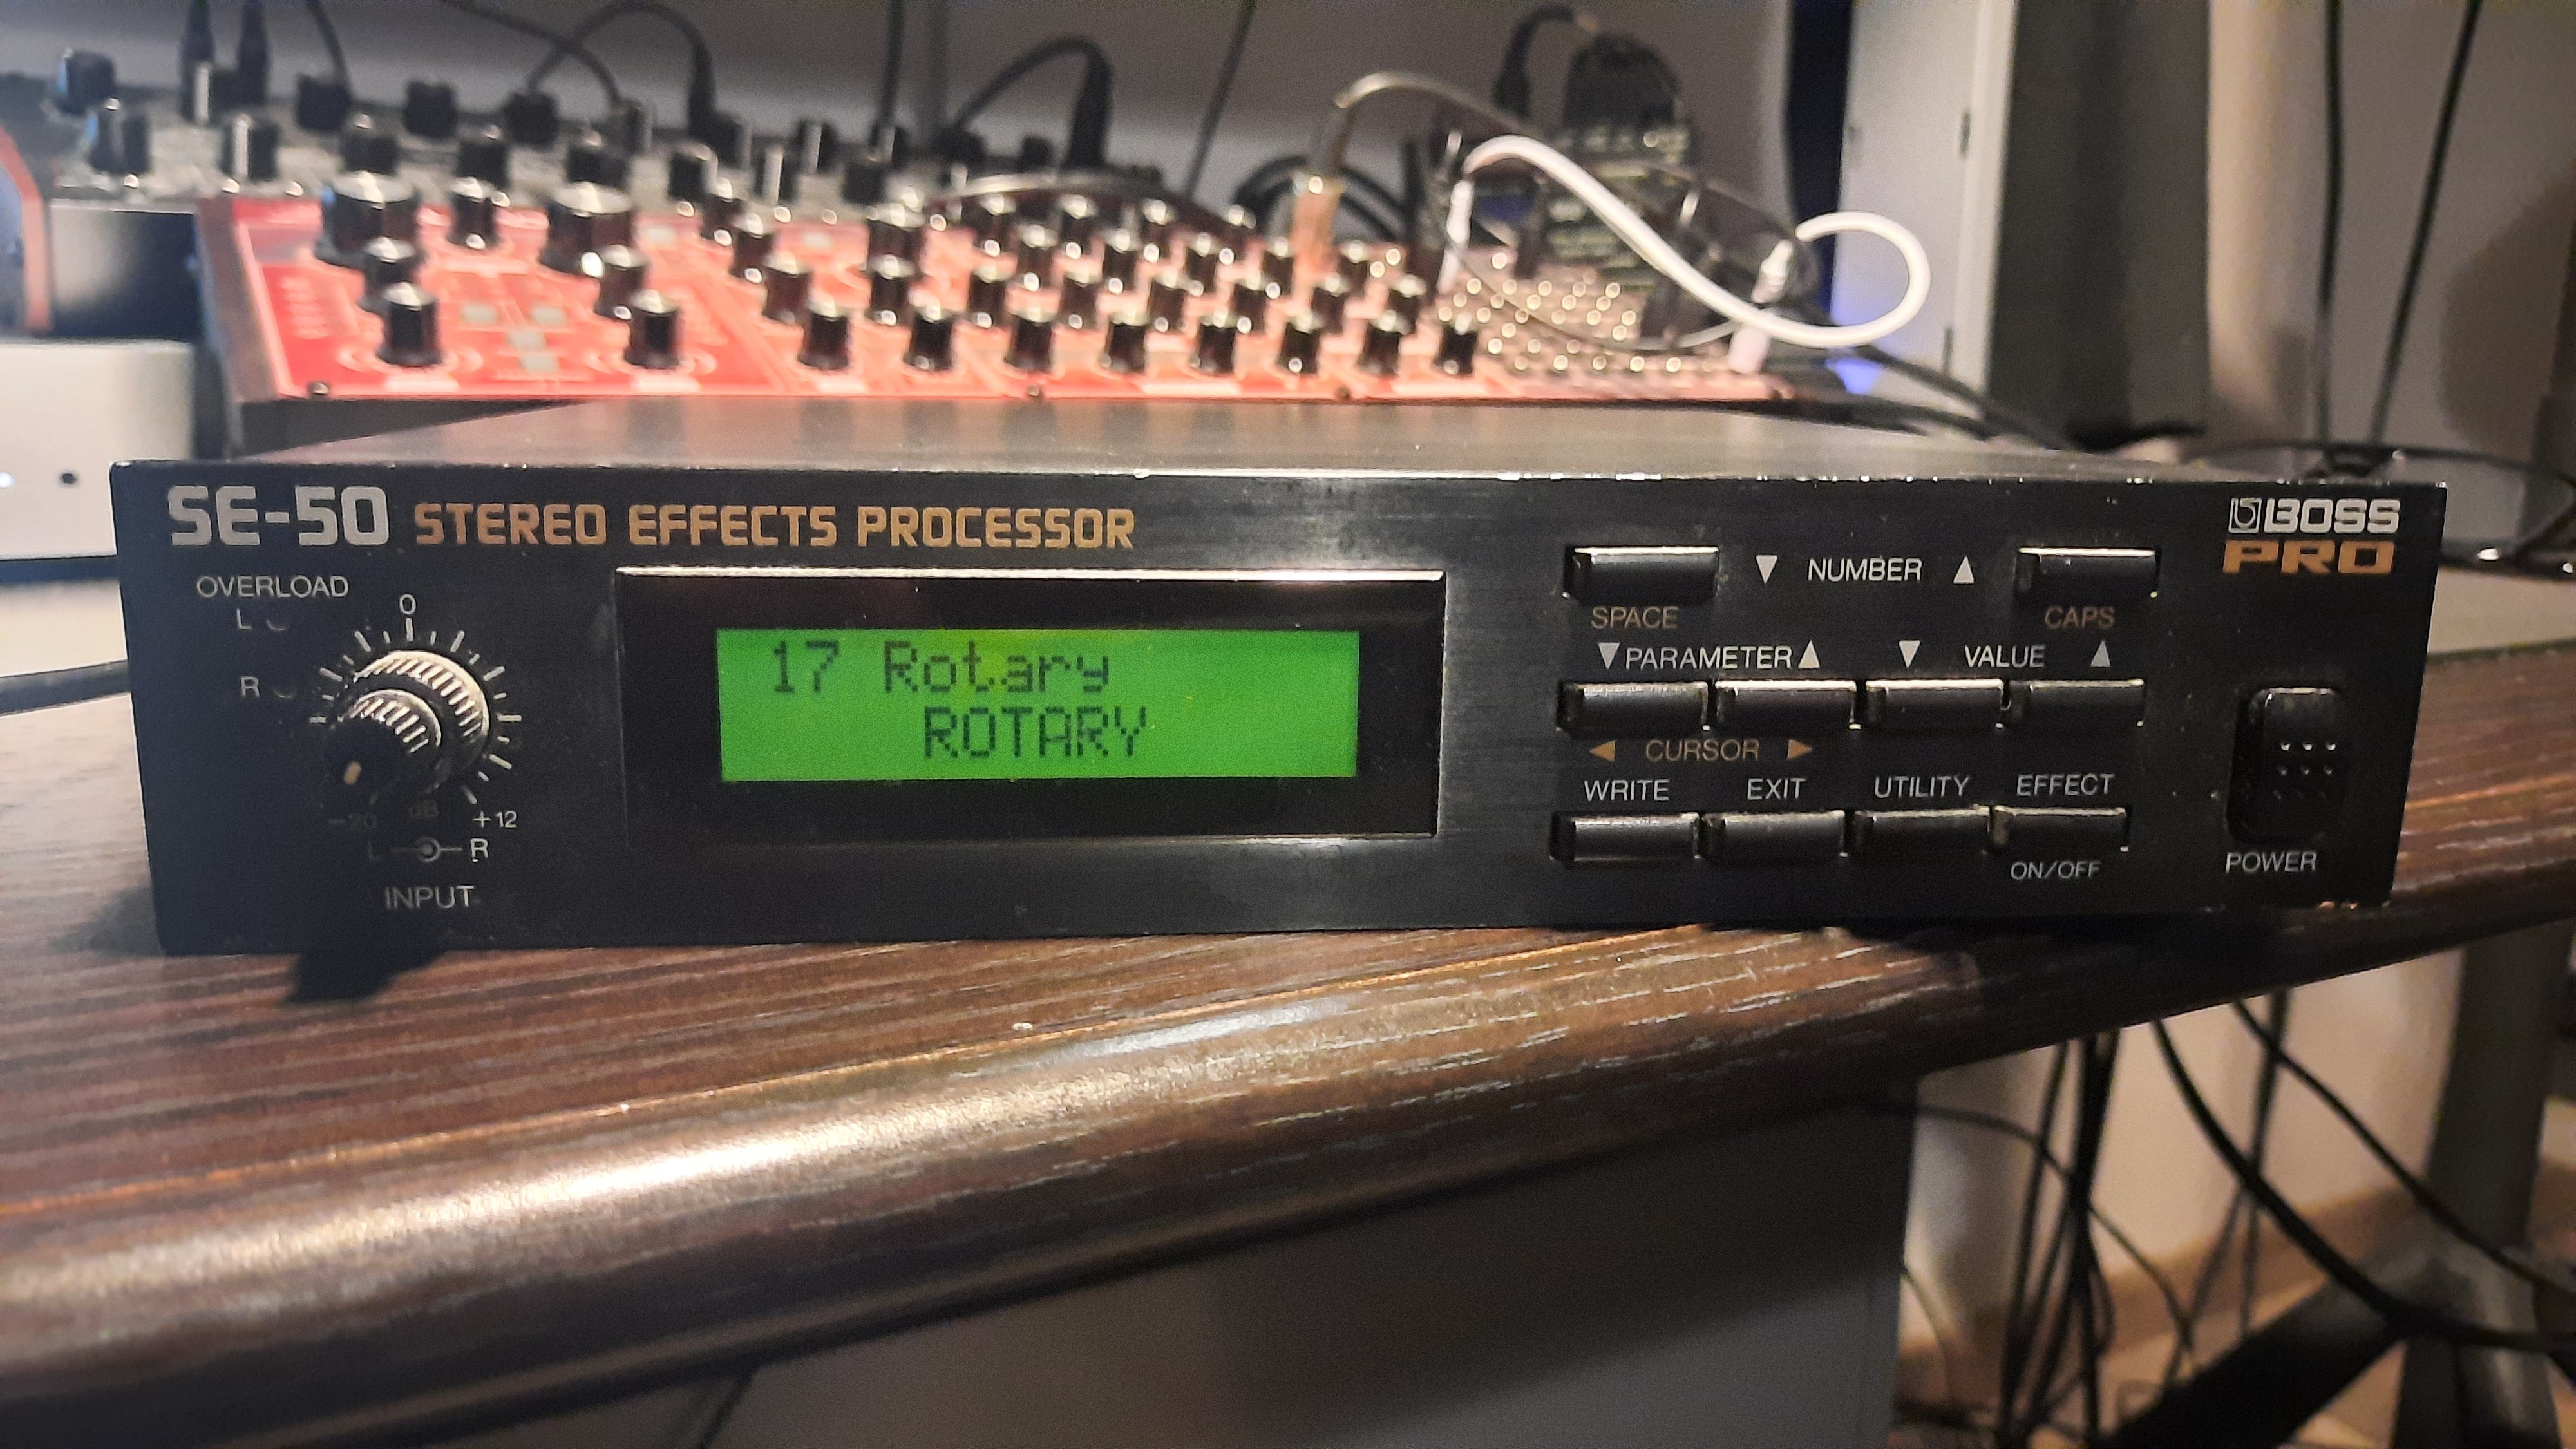 SE-50 STEREO EFFECTS PROCESSOR
BOSS
PRO
OVERLOAD
L
R
0
-20 dB +12
L R
INPUT
17 Rotary
ROTARY
▼ NUMBER ▲
SPACE CAPS
▼ PARAMETER ▲ ▼ VALUE ▲
◀ CURSOR ▶
WRITE EXIT UTILITY EFFECT
ON/OFF
POWER